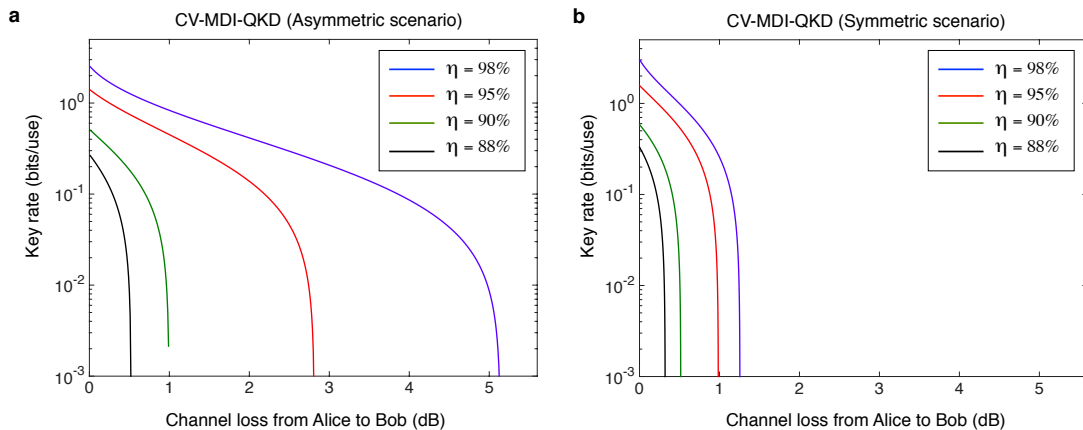 a
CV-MDI-QKD (Asymmetric scenario)
Key rate (bits/use)
10^0
10^-1
10^-2
10^-3
η = 98%
η = 95%
η = 90%
η = 88%
0 1 2 3 4 5
Channel loss from Alice to Bob (dB)
b
CV-MDI-QKD (Symmetric scenario)
Key rate (bits/use)
10^0
10^-1
10^-2
10^-3
η = 98%
η = 95%
η = 90%
η = 88%
0 1 2 3 4 5
Channel loss from Alice to Bob (dB)